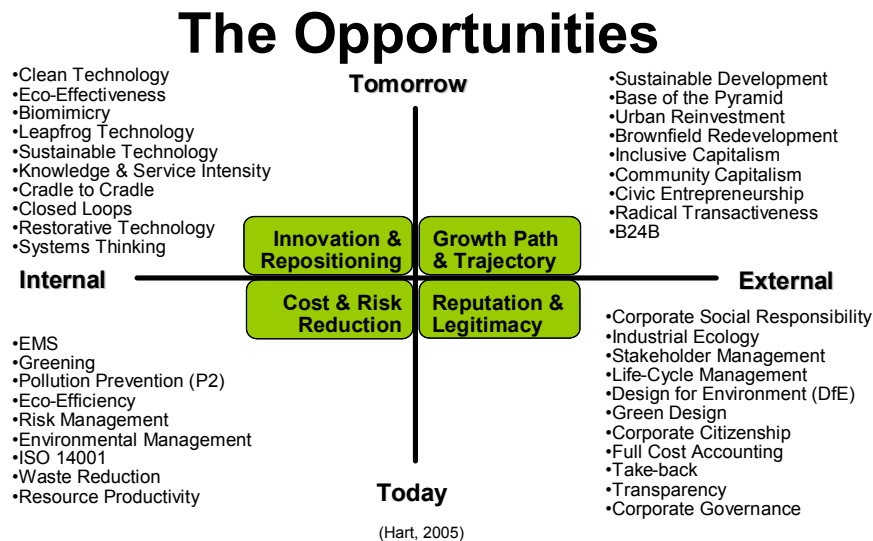 The Opportunities
•Clean Technology
•Eco-Effectiveness
•Biomimicry
•Leapfrog Technology
•Sustainable Technology
•Knowledge & Service Intensity
•Cradle to Cradle
•Closed Loops
•Restorative Technology
•Systems Thinking
Tomorrow
•Sustainable Development
•Base of the Pyramid
•Urban Reinvestment
•Brownfield Redevelopment
•Inclusive Capitalism
•Community Capitalism
•Civic Entrepreneurship
•Radical Transactiveness
•B24B
Innovation &
Repositioning
Growth Path
& Trajectory
Internal
External
Cost & Risk
Reduction
Reputation &
Legitimacy
•EMS
•Greening
•Pollution Prevention (P2)
•Eco-Efficiency
•Risk Management
•Environmental Management
•ISO 14001
•Waste Reduction
•Resource Productivity
•Corporate Social Responsibility
•Industrial Ecology
•Stakeholder Management
•Life-Cycle Management
•Design for Environment (DfE)
•Green Design
•Corporate Citizenship
•Full Cost Accounting
•Take-back
•Transparency
•Corporate Governance
Today
(Hart, 2005)